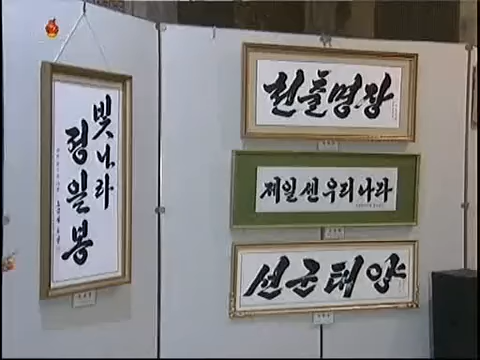 빛나라
정일봉
천출명장
제일 센 우리 나라
선군태양